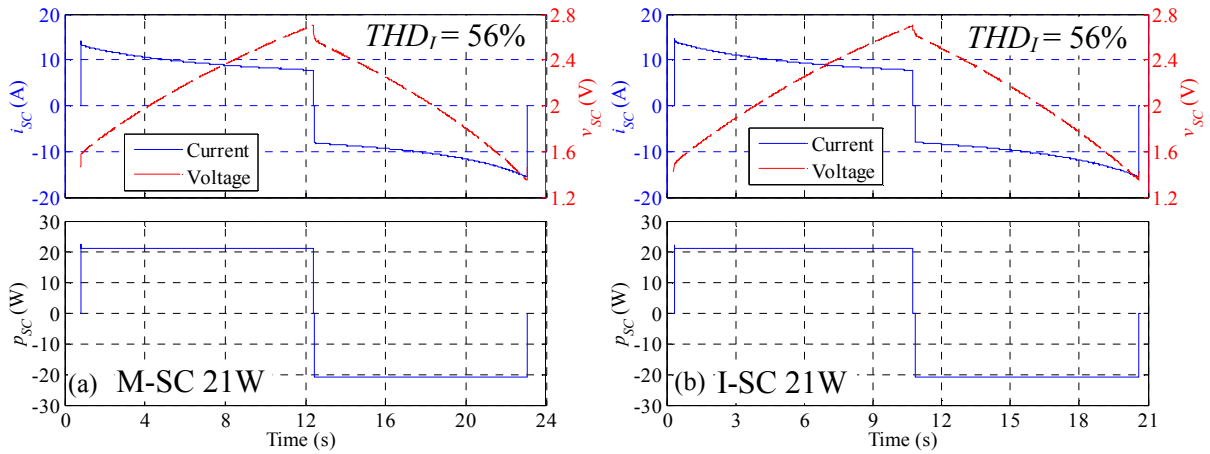 THD_I = 56%
i_SC (A)
20
10
0
-10
-20
v_SC (V)
2.8
2.4
2
1.6
1.2
Current
Voltage
p_SC (W)
30
20
10
0
-10
-20
-30
(a) M-SC 21W
0 4 8 12 16 20 24
Time (s)
THD_I = 56%
i_SC (A)
20
10
0
-10
-20
v_SC (V)
2.8
2.4
2
1.6
1.2
Current
Voltage
p_SC (W)
30
20
10
0
-10
-20
-30
(b) I-SC 21W
0 3 6 9 12 15 18 21
Time (s)